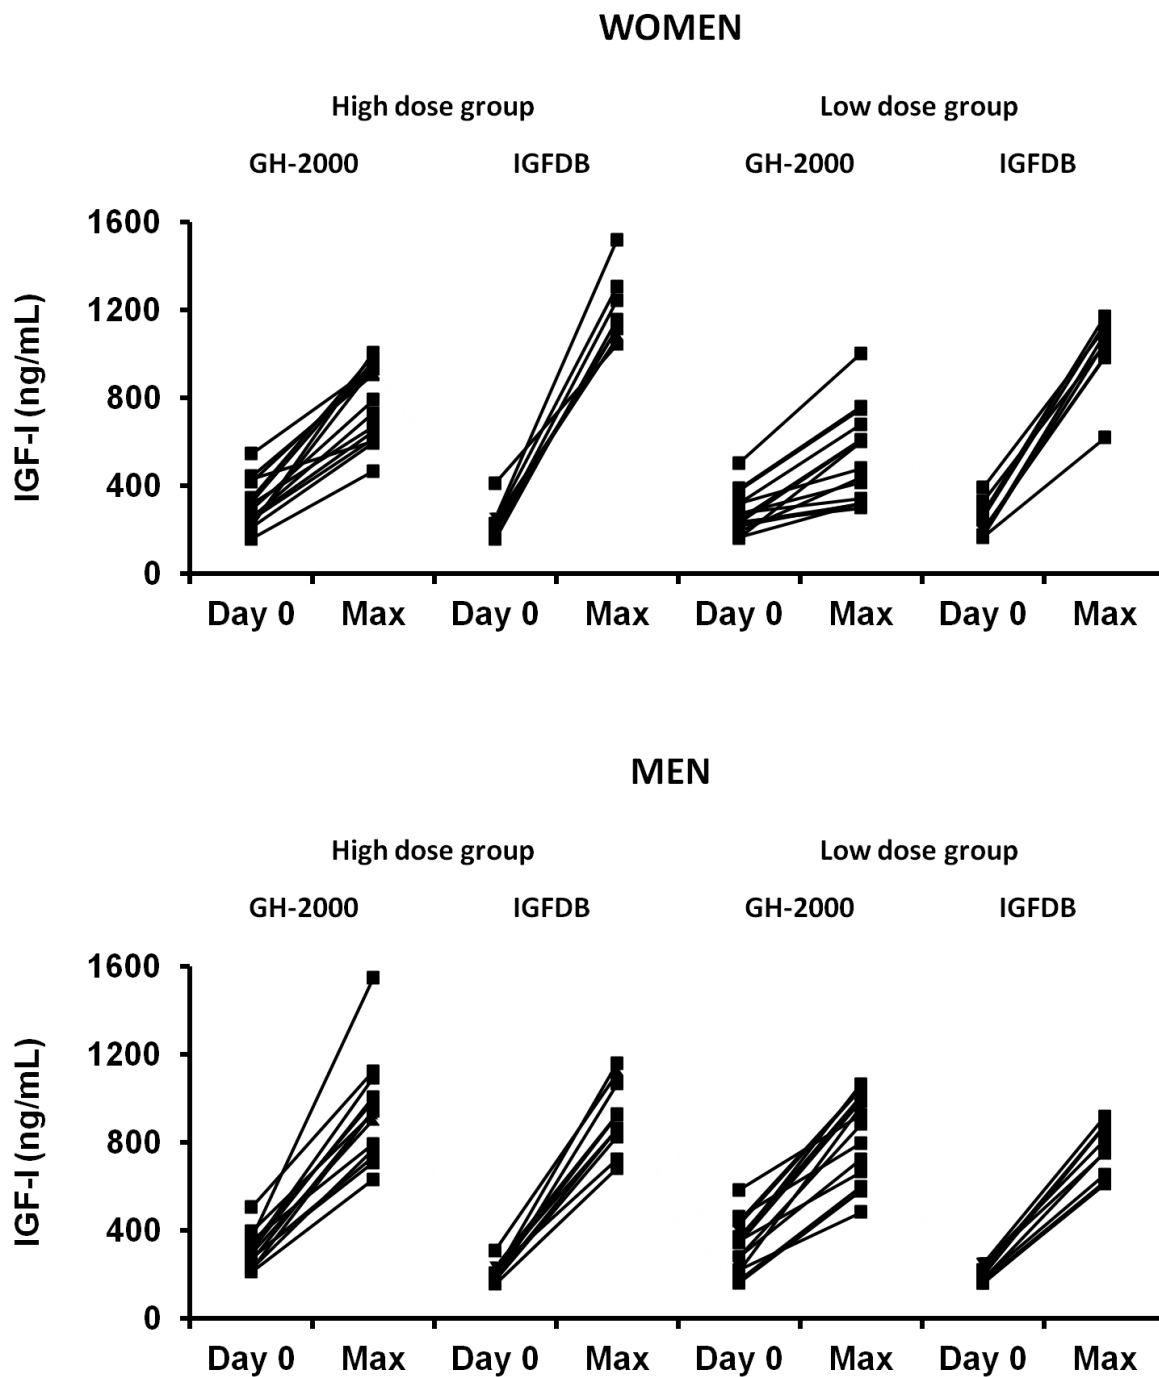 WOMEN
High dose group Low dose group
GH-2000 IGFDB GH-2000 IGFDB
1600
1200
800
400
0
IGF-I (ng/mL)
Day 0 Max Day 0 Max Day 0 Max Day 0 Max
MEN
High dose group Low dose group
GH-2000 IGFDB GH-2000 IGFDB
1600
1200
800
400
0
IGF-I (ng/mL)
Day 0 Max Day 0 Max Day 0 Max Day 0 Max